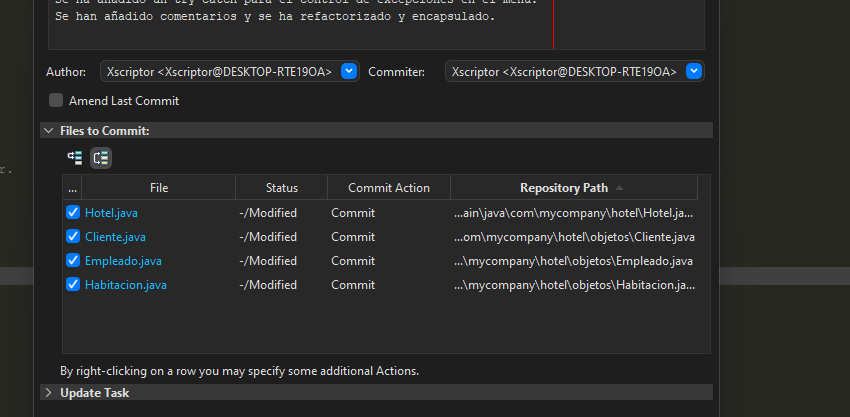 Se ha añadido un try catch para el control de excepciones en el menú.
Se han añadido comentarios y se ha refactorizado y encapsulado.
Author: Xscriptor <Xscriptor@DESKTOP-RTE19OA> Commiter: Xscriptor <Xscriptor@DESKTOP-RTE19OA>
Amend Last Commit
r.
Files to Commit:
... File Status Commit Action Repository Path
Hotel.java -/Modified Commit ...ain\java\com\mycompany\hotel\Hotel.ja...
Cliente.java -/Modified Commit ...om\mycompany\hotel\objetos\Cliente.java
Empleado.java -/Modified Commit ...\mycompany\hotel\objetos\Empleado.java
Habitacion.java -/Modified Commit ...\mycompany\hotel\objetos\Habitacion.ja...
By right-clicking on a row you may specify some additional Actions.
Update Task